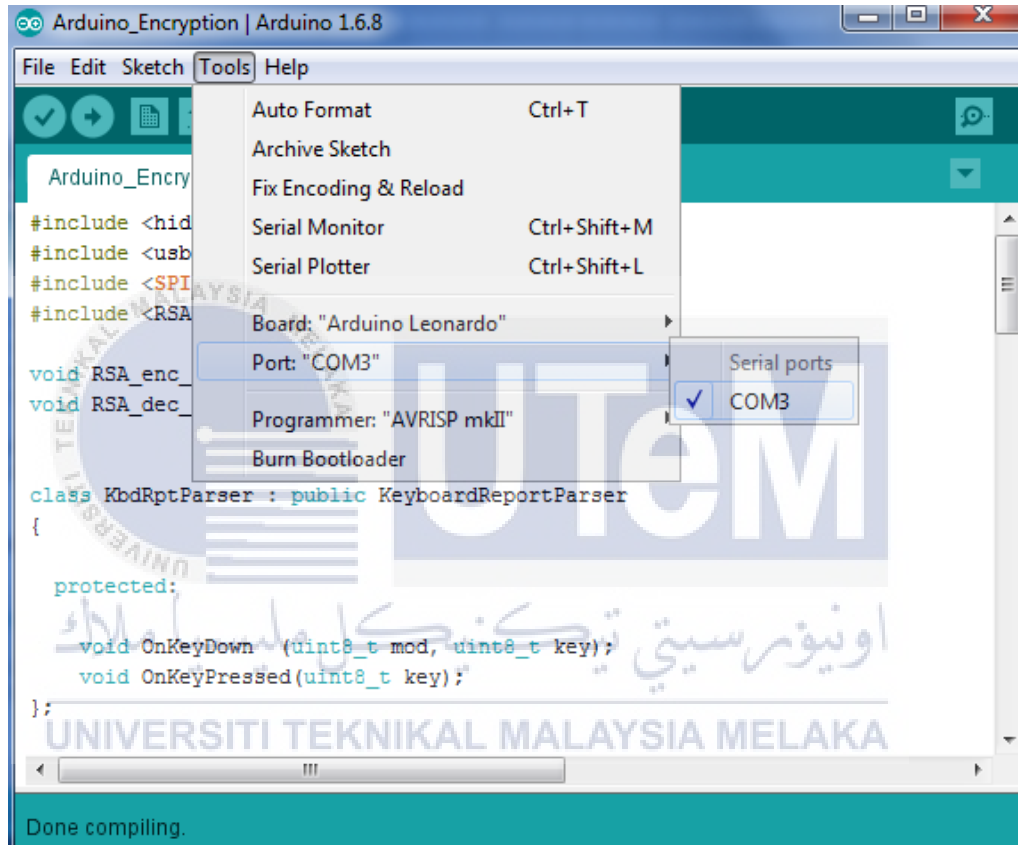 Arduino_Encryption | Arduino 1.6.8
File Edit Sketch Tools Help
Auto Format Ctrl+T
Archive Sketch
Fix Encoding & Reload
Serial Monitor Ctrl+Shift+M
Serial Plotter Ctrl+Shift+L
Board: "Arduino Leonardo"
Port: "COM3"
Serial ports
COM3
Programmer: "AVRISP mkII"
Burn Bootloader
Arduino_Encry
#include <hid
#include <usb
#include <SPI
#include <RSA
void RSA_enc_
void RSA_dec_
class KbdRptParser : public KeyboardReportParser
{
protected:
void OnKeyDown (uint8_t mod, uint8_t key);
void OnKeyPressed(uint8_t key);
};
Done compiling.
UNIVERSITI TEKNIKAL MALAYSIA
UTeM
اونيۏرسيتي تيكنيكل مليسيا ملاك
UNIVERSITI TEKNIKAL MALAYSIA MELAKA